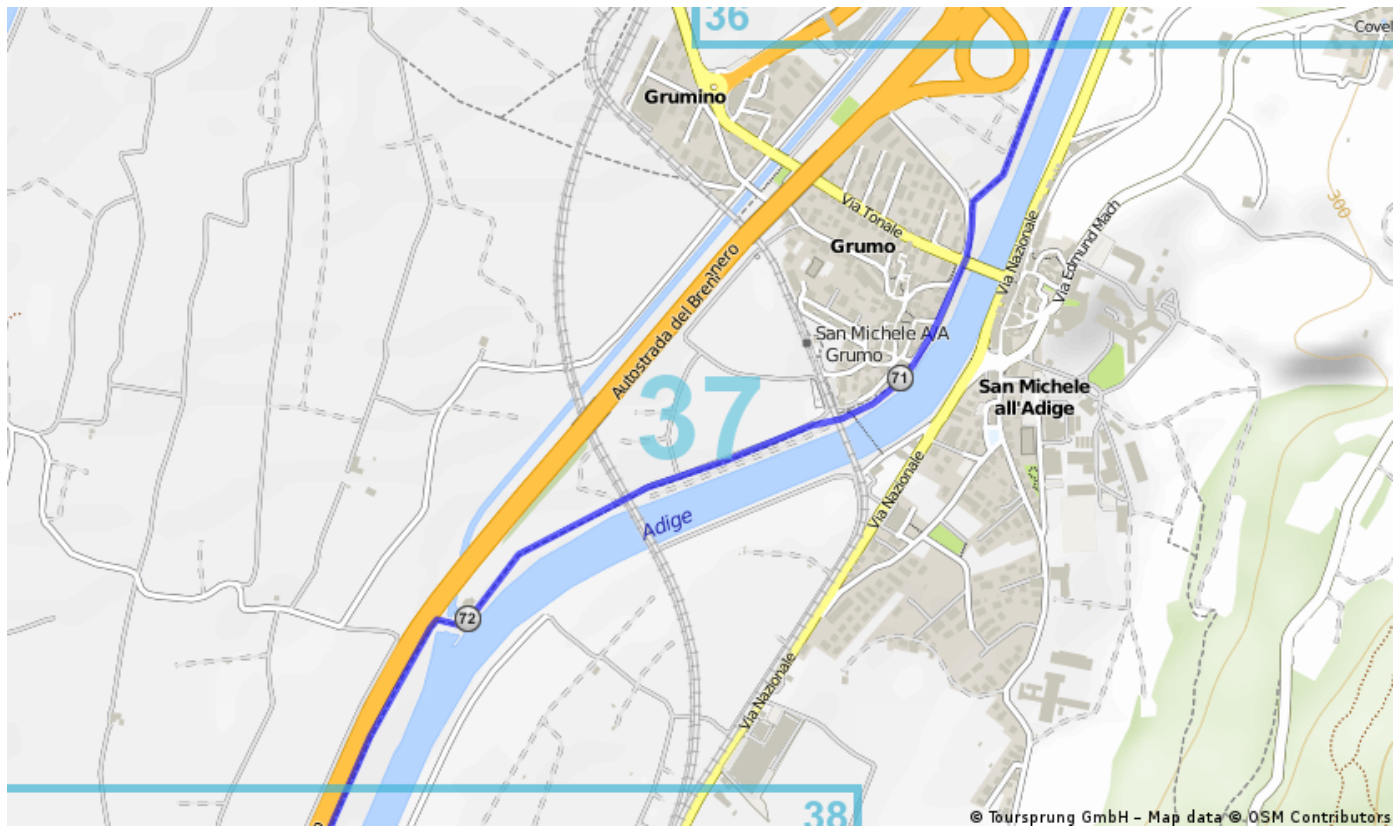 36
Covel
Grumino
300
Via Tonale
Via Nazionale
Via Edmund Mach
Grumo
Autostrada del Brennero
San Michele A/A
Grumo
71
37
San Michele
all'Adige
Via Nazionale
Adige
72
Via Nazionale
38
© Toursprung GmbH – Map data © OSM Contributors